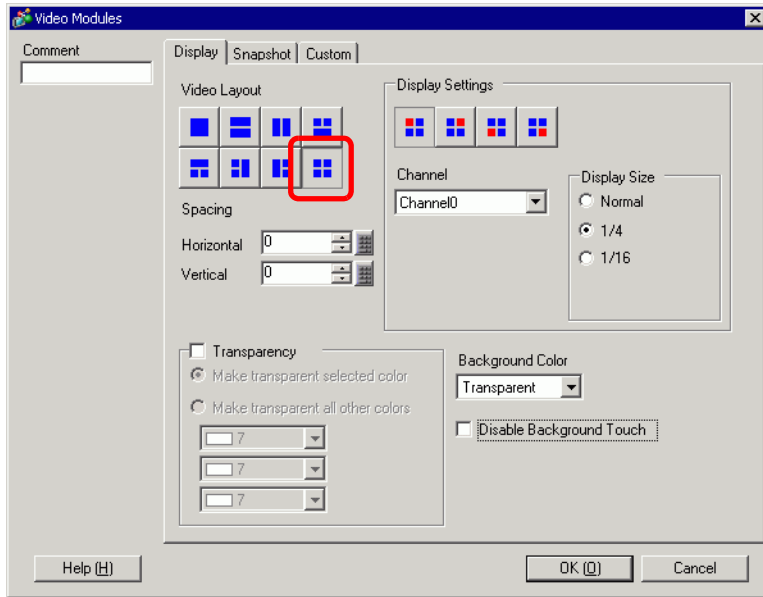 Video Modules
Comment
Display
Snapshot
Custom
Video Layout
Display Settings
Channel
Channel0
Display Size
Normal
1/4
1/16
Spacing
Horizontal
0
Vertical
0
Transparency
Make transparent selected color
Make transparent all other colors
7
7
7
Background Color
Transparent
Disable Background Touch
Help (H)
OK (O)
Cancel